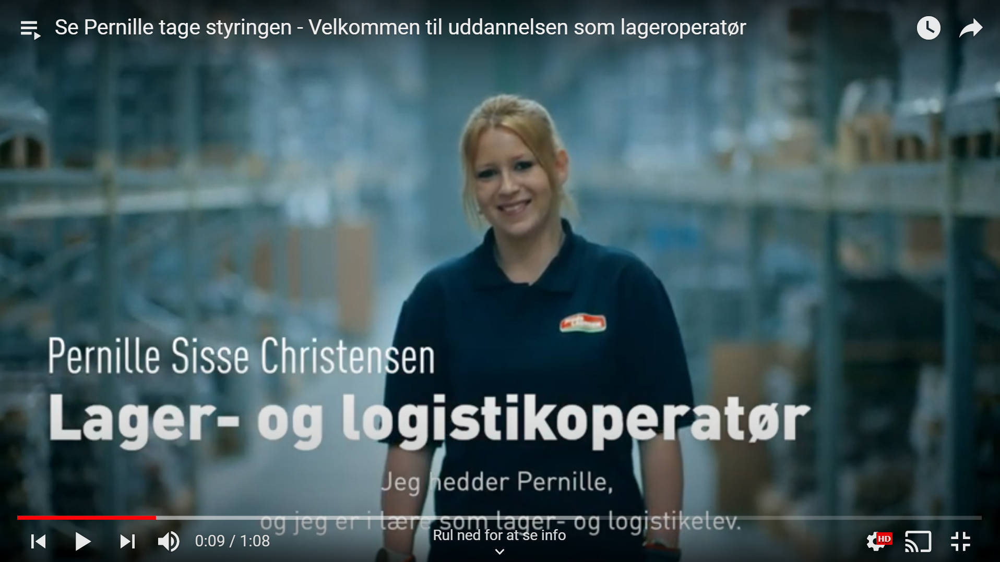 Se Pernille tage styringen - Velkommen til uddannelsen som lageroperatør
Pernille Sisse Christensen
Lager- og logistikoperatør
Jeg hedder Pernille,
og jeg er i lære som lager- og logistikelev.
0:09 / 1:08
Rul ned for at se info
HD